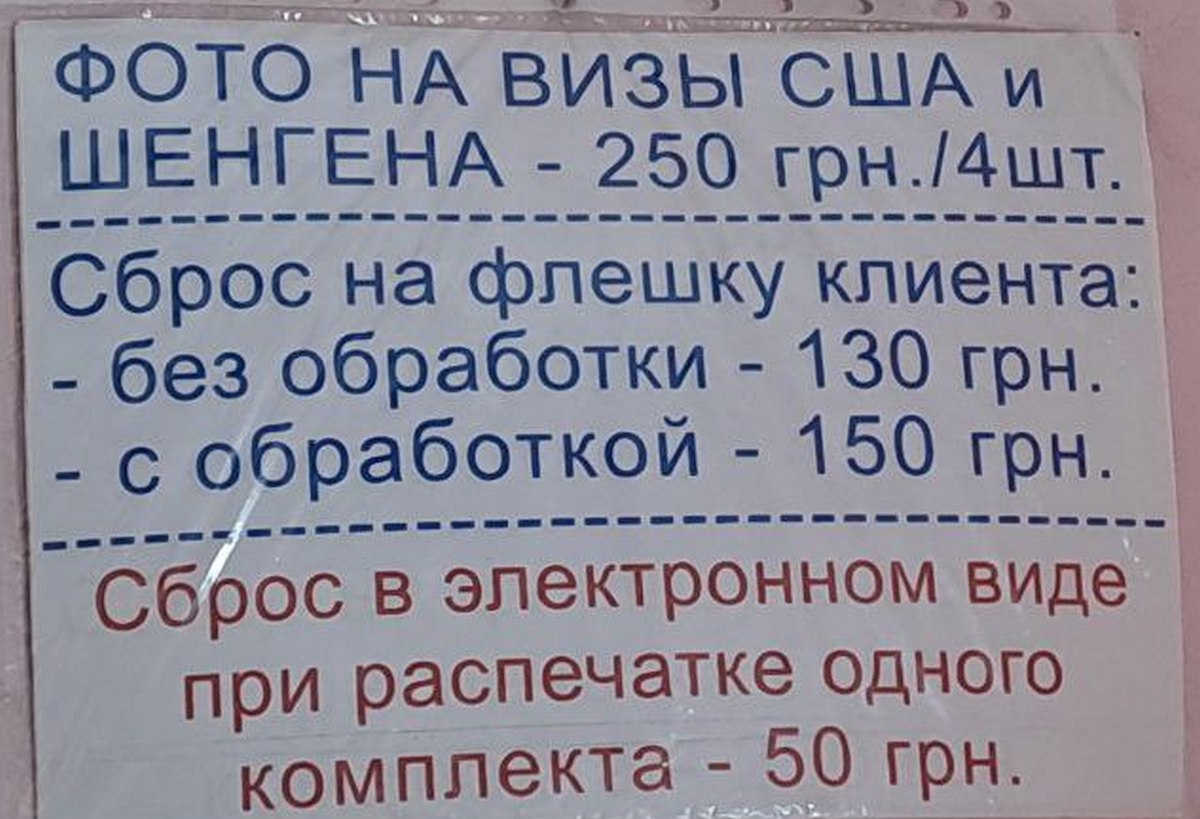 ФОТО НА ВИЗЫ США и
ШЕНГЕНА - 250 грн./4шт.
Сброс на флешку клиента:
- без обработки - 130 грн.
- с обработкой - 150 грн.
Сброс в электронном виде
при распечатке одного
комплекта - 50 грн.